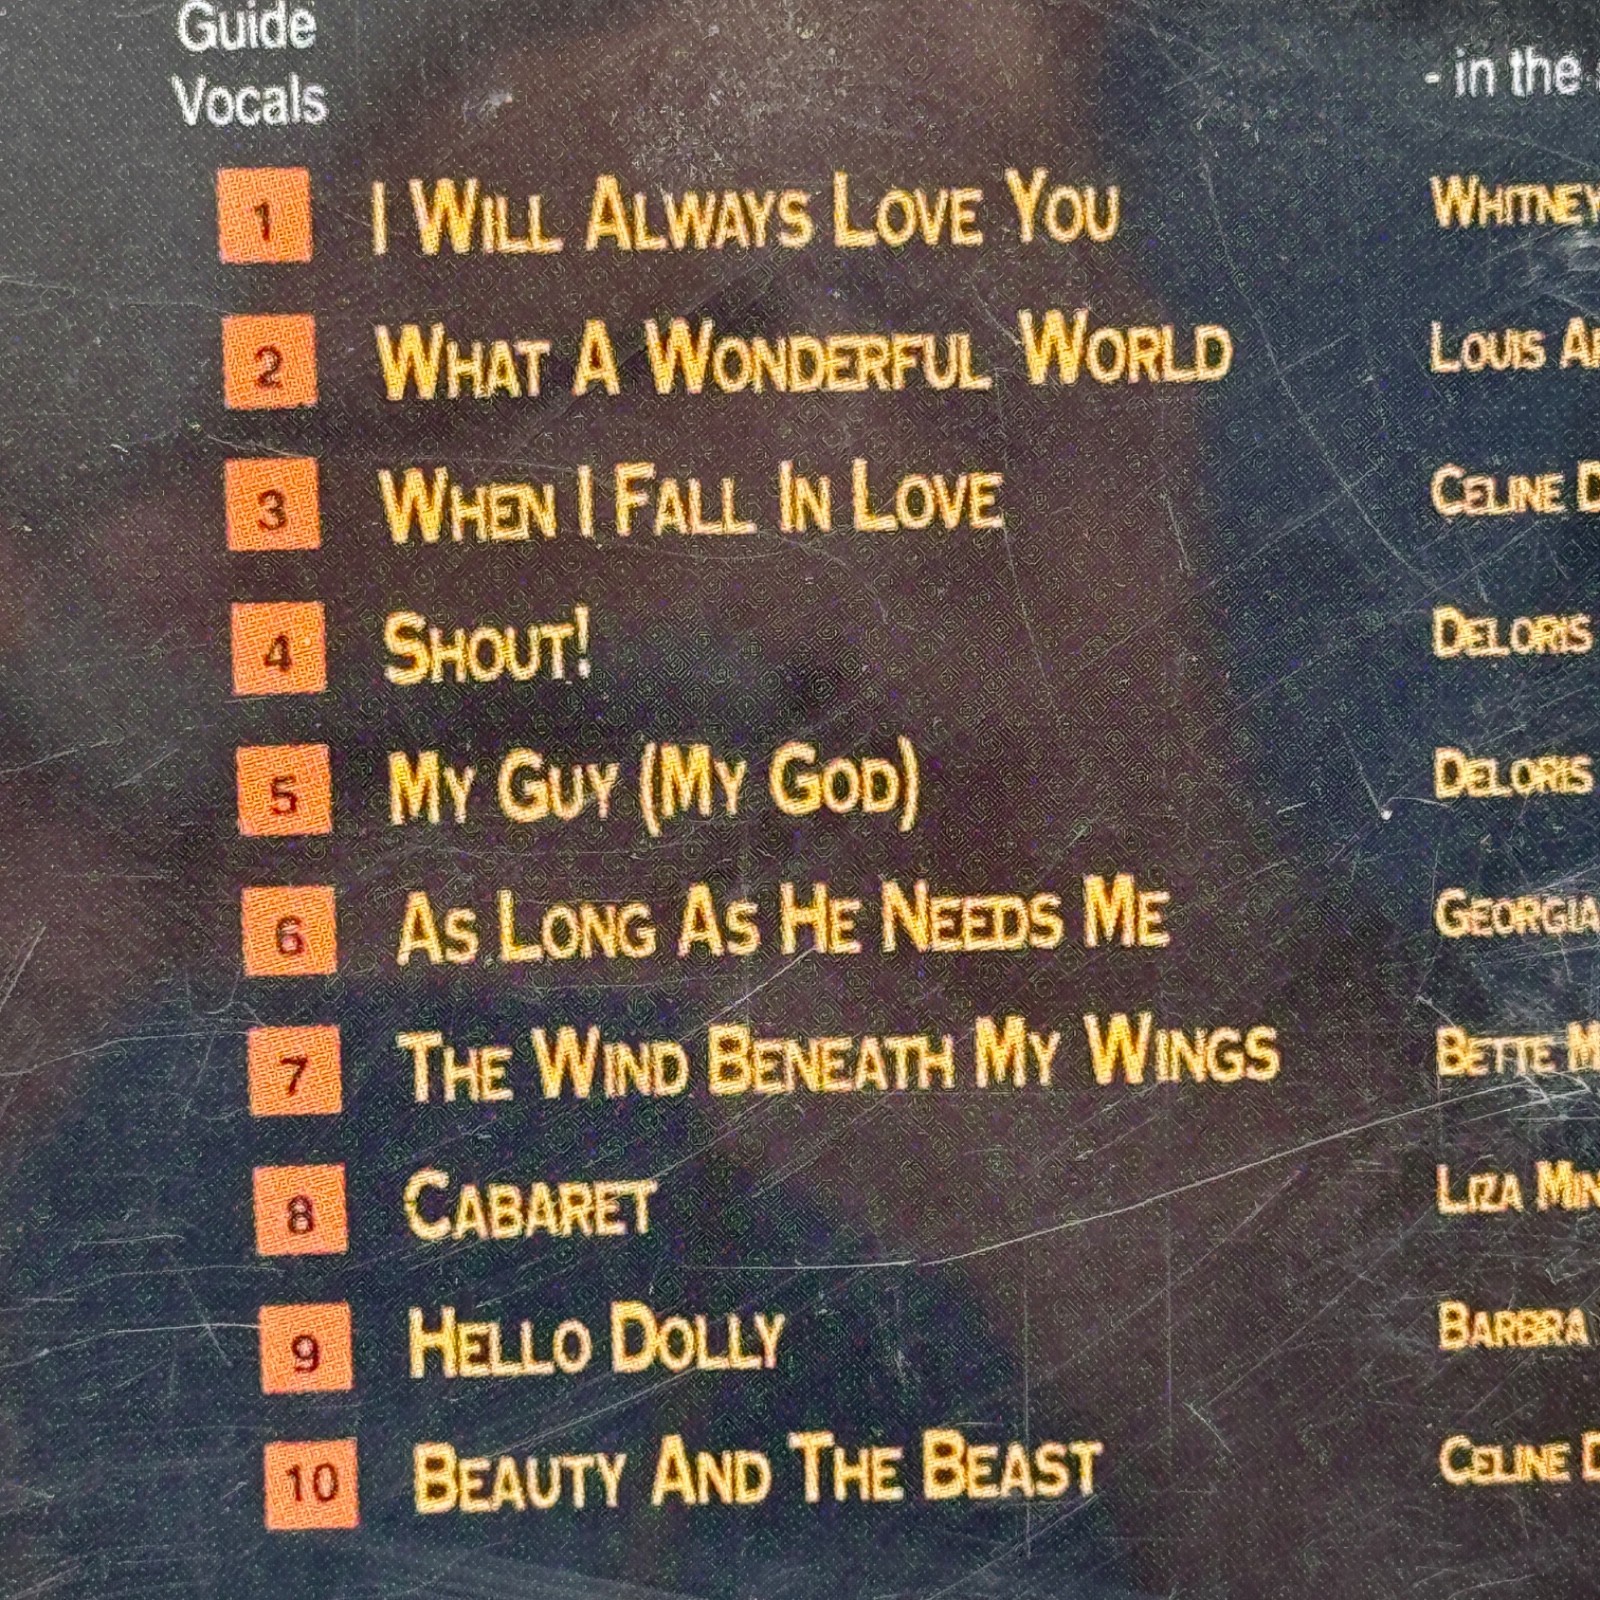 Guide
Vocals
- in the
1 I WILL ALWAYS LOVE YOU WHITNEY
2 WHAT A WONDERFUL WORLD LOUIS
3 WHEN I FALL IN LOVE CELINE
4 SHOUT! DELORIS
5 MY GUY (MY GOD) DELORIS
6 AS LONG AS HE NEEDS ME GEORGIA
7 THE WIND BENEATH MY WINGS BETTE
8 CABARET LIZA
9 HELLO DOLLY BARBRA
10 BEAUTY AND THE BEAST CELINE